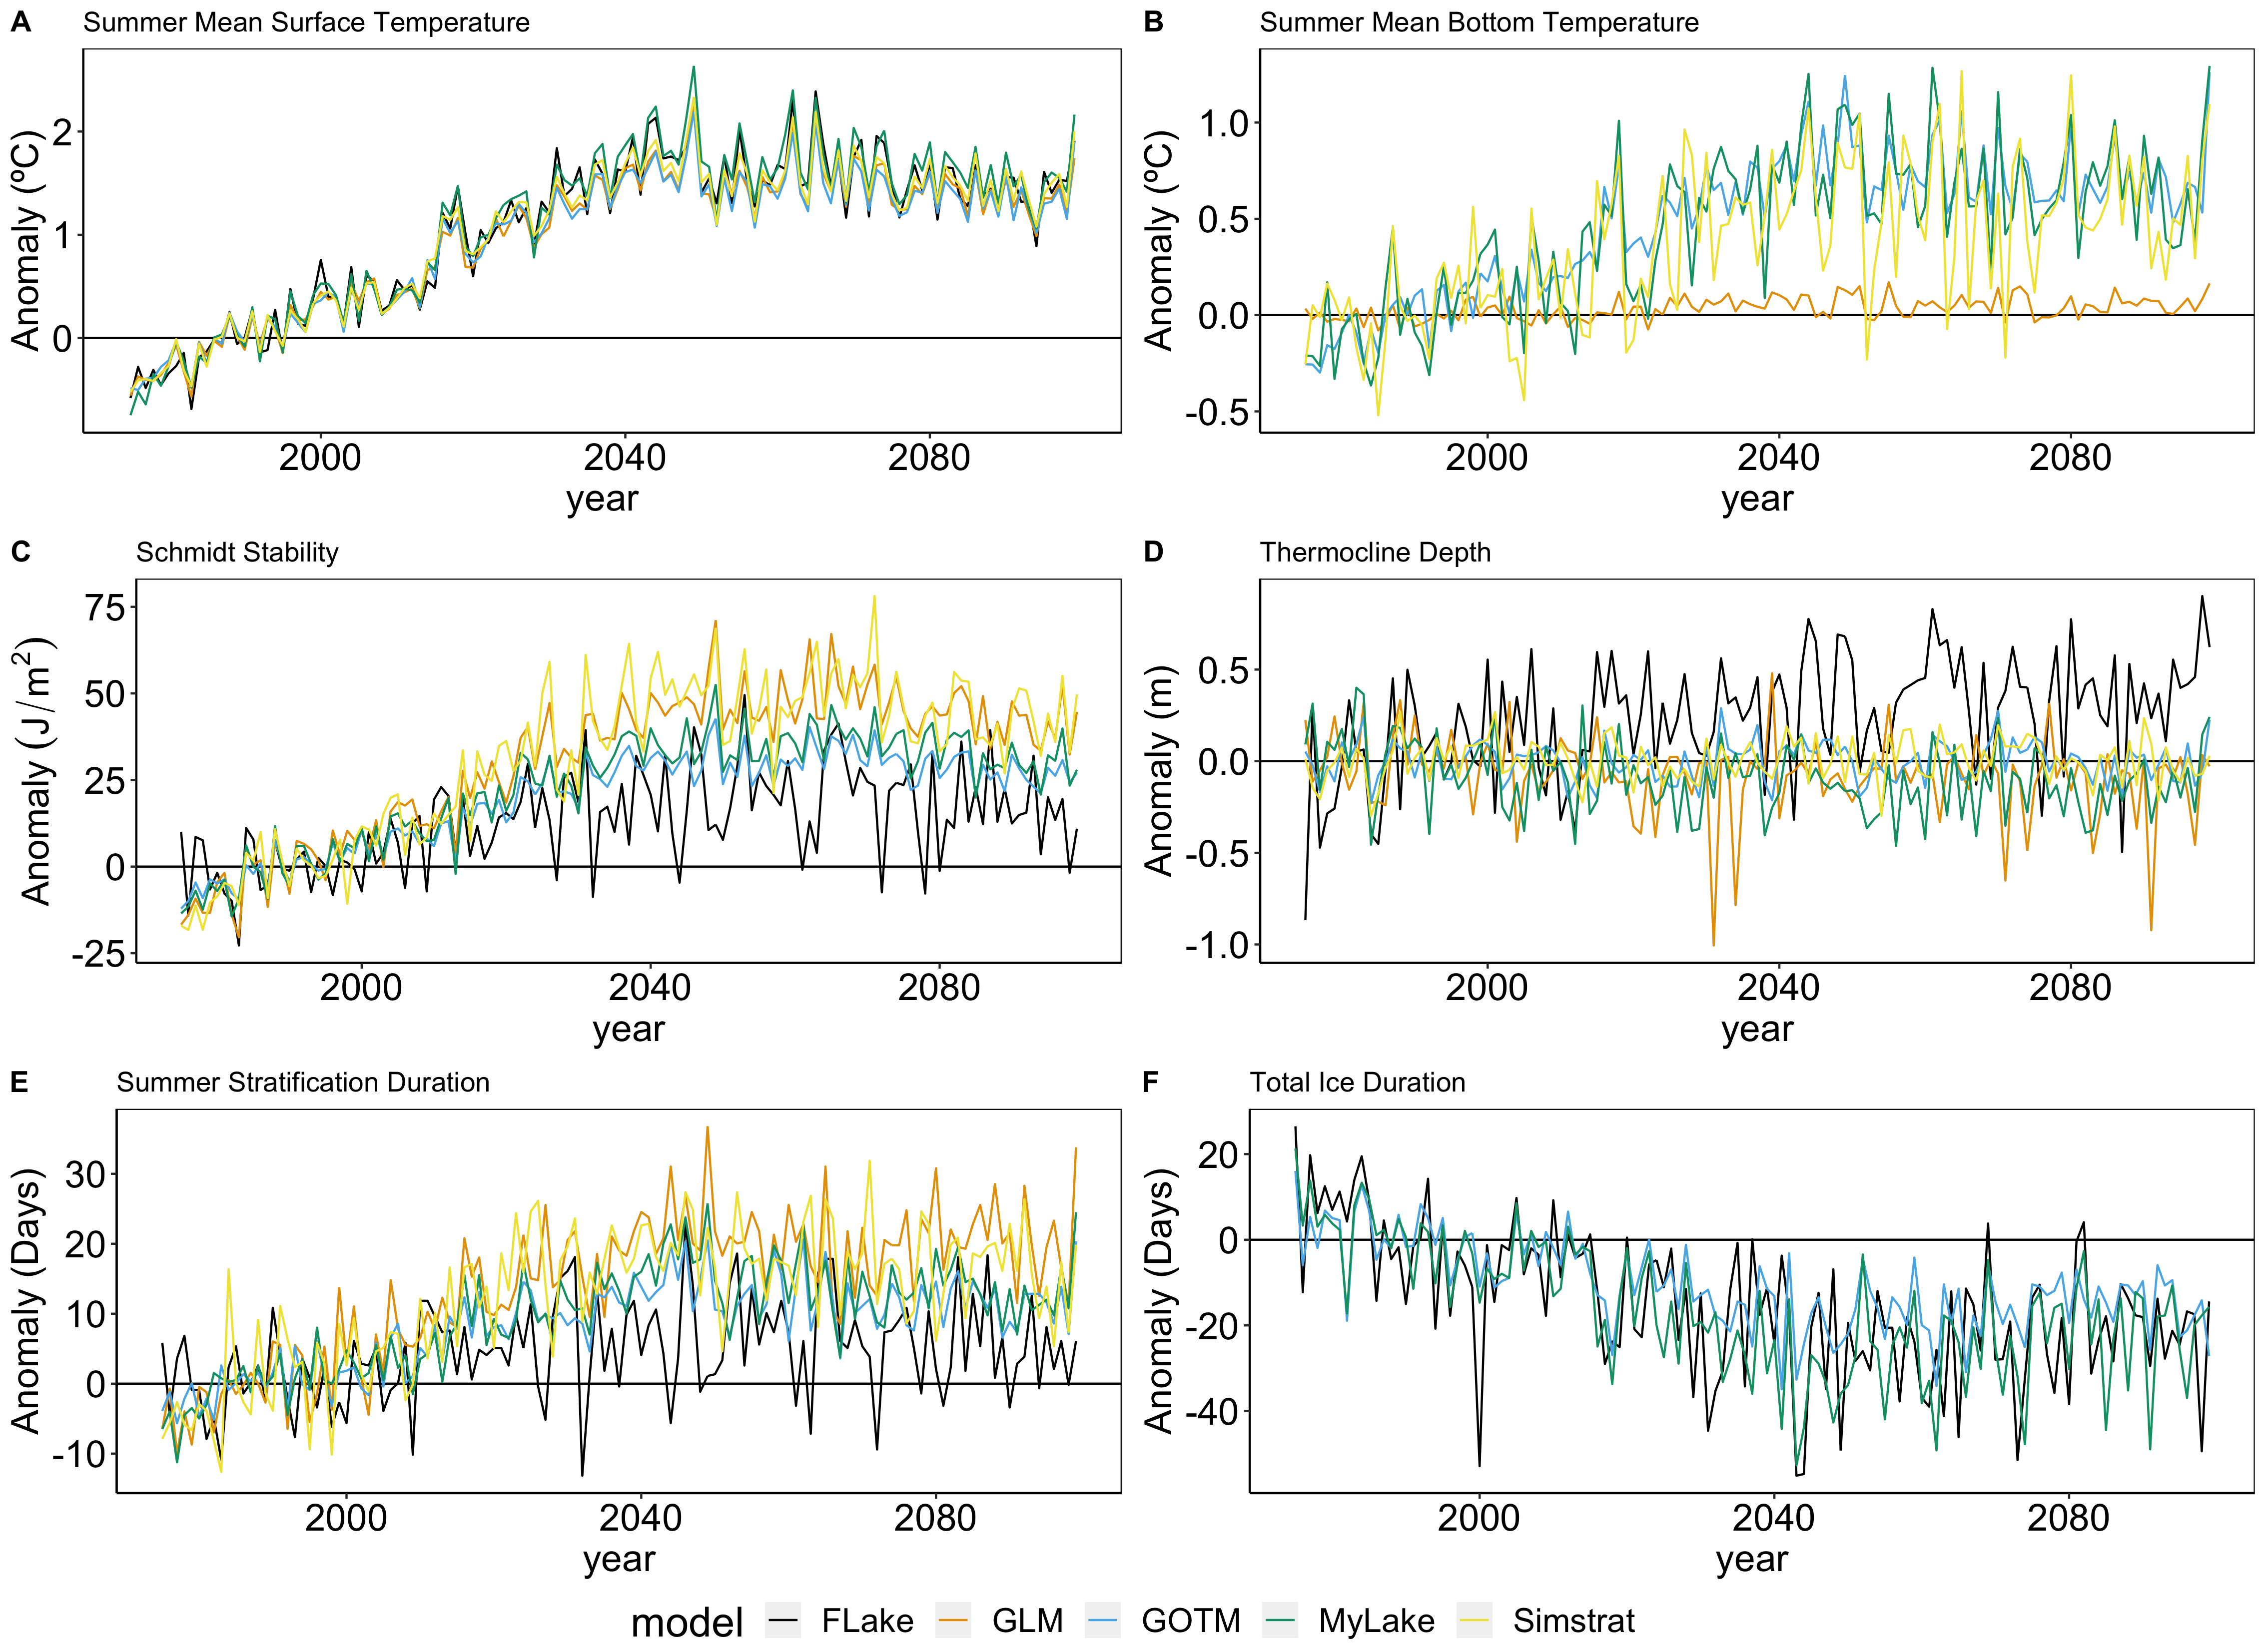 A Summer Mean Surface Temperature
Anomaly (ºC)
2
1
0
2000 2040 2080
year
B Summer Mean Bottom Temperature
Anomaly (ºC)
1.0
0.5
0.0
-0.5
2000 2040 2080
year
C Schmidt Stability
Anomaly (J/m²)
75
50
25
0
-25
2000 2040 2080
year
D Thermocline Depth
Anomaly (m)
0.5
0.0
-0.5
-1.0
2000 2040 2080
year
E Summer Stratification Duration
Anomaly (Days)
30
20
10
0
-10
2000 2040 2080
year
F Total Ice Duration
Anomaly (Days)
20
0
-20
-40
2000 2040 2080
year
model FLake GLM GOTM MyLake Simstrat